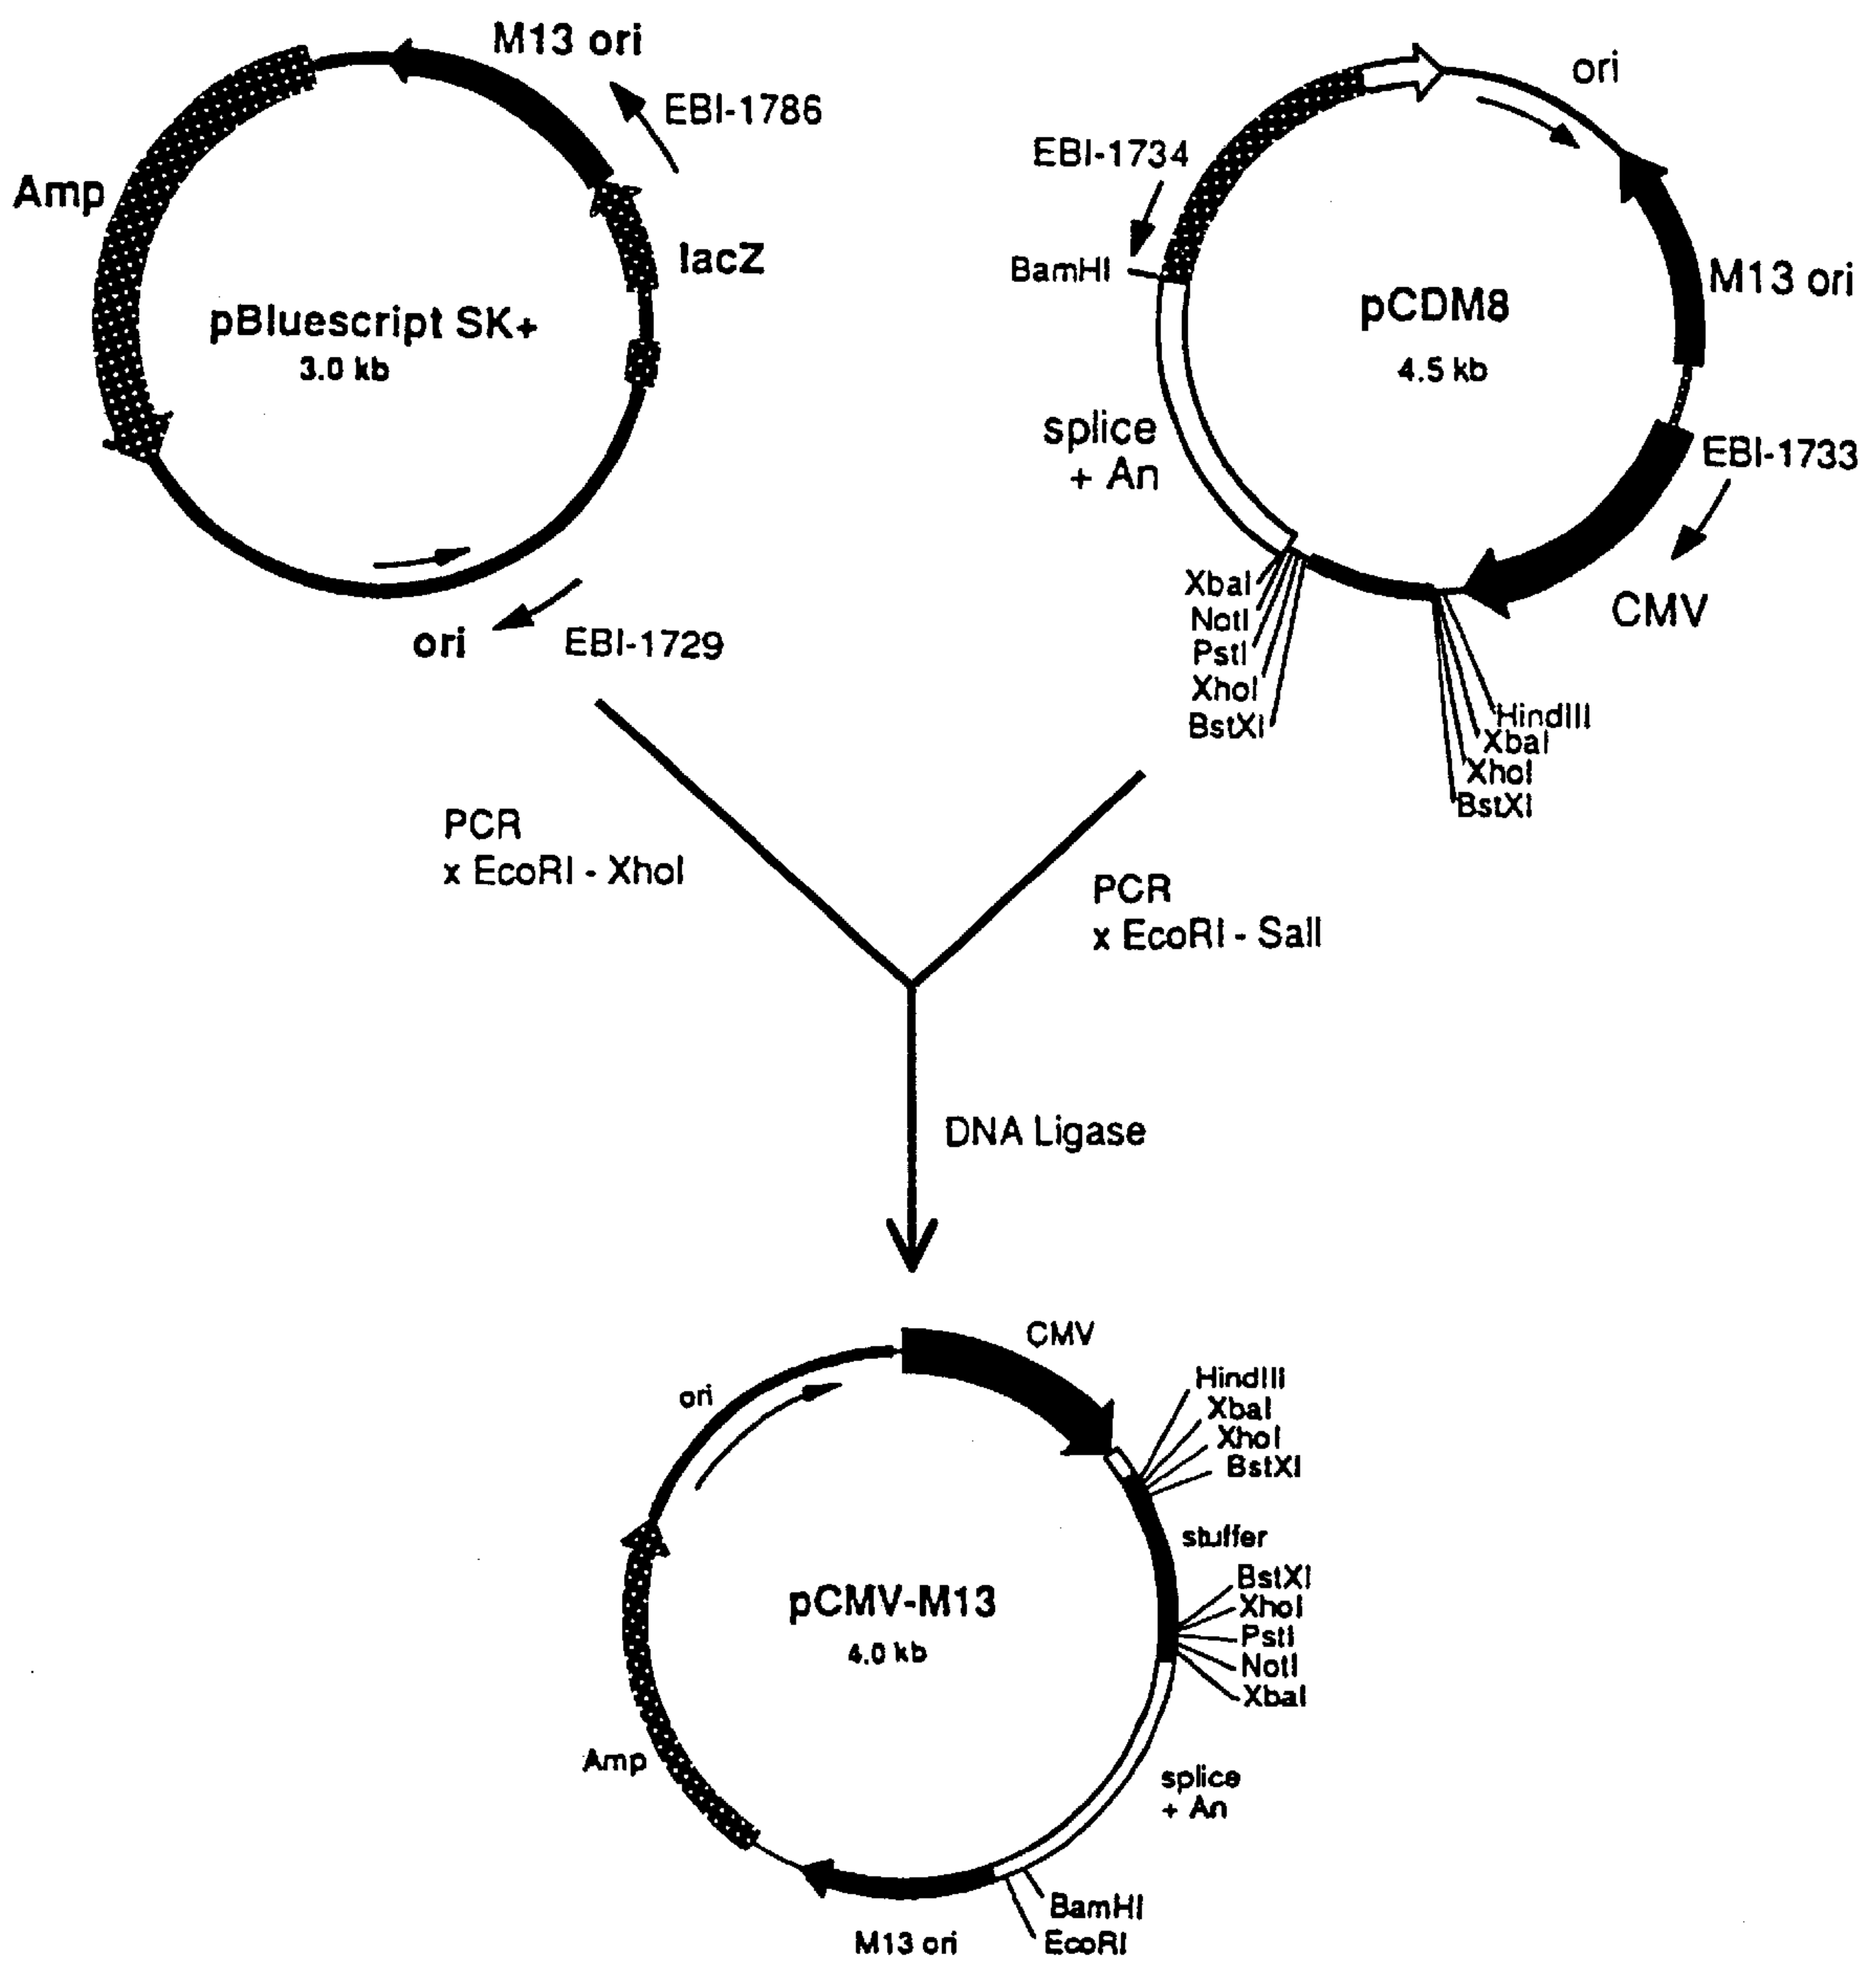 M13 ori
EBI-1786
Amp
lacZ
pBluescript SK+
3.0 kb
ori
EBI-1729
ori
EBI-1734
BamHI
pCDM8
4.5 kb
M13 ori
splice
+ An
EBI-1733
CMV
XbaI
NotI
PstI
XhoI
BstXI
HindIII
XbaI
XhoI
BstXI
PCR
x EcoRI - XhoI
PCR
x EcoRI - SalI
DNA Ligase
CMV
ori
HindIII
XbaI
XhoI
BstXI
stuffer
BstXI
XhoI
PstI
NotI
XbaI
pCMV-M13
4.0 kb
Amp
splice
+ An
BamHI
EcoRI
M13 ori